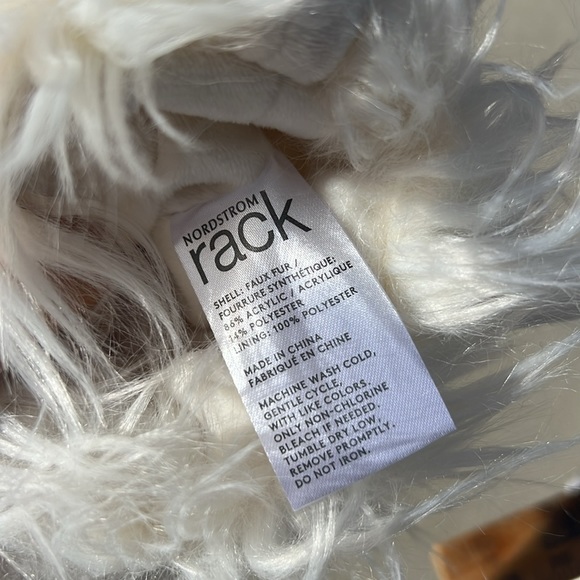 NORDSTROM
rack
SHELL: FAUX FUR /
FOURRURE SYNTHÉTIQUE:
86% ACRYLIC / ACRYLIQUE
14% POLYESTER
LINING: 100% POLYESTER
MADE IN CHINA
FABRIQUÉ EN CHINE
MACHINE WASH COLD,
GENTLE CYCLE,
WITH LIKE COLORS.
ONLY NON-CHLORINE
BLEACH IF NEEDED.
TUMBLE DRY LOW,
REMOVE PROMPTLY.
DO NOT IRON.